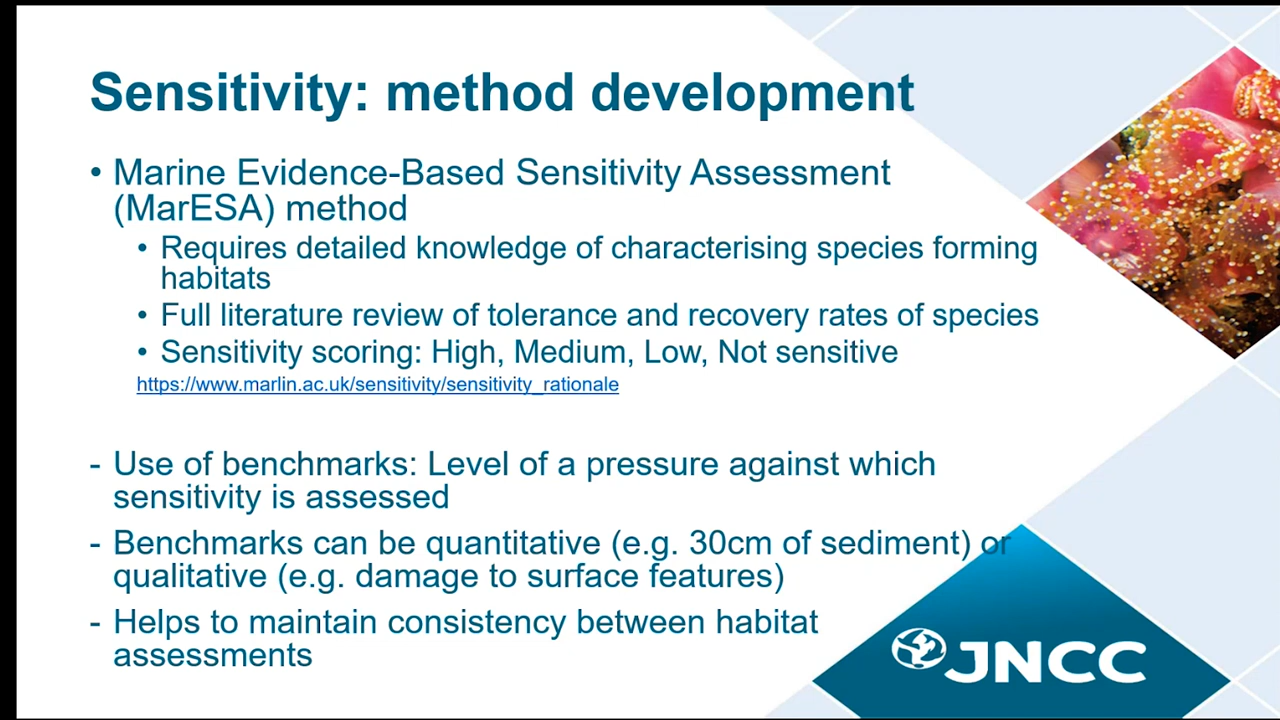 Sensitivity: method development
• Marine Evidence-Based Sensitivity Assessment
(MarESA) method
• Requires detailed knowledge of characterising species forming
habitats
• Full literature review of tolerance and recovery rates of species
• Sensitivity scoring: High, Medium, Low, Not sensitive
https://www.marlin.ac.uk/sensitivity/sensitivity_rationale
- Use of benchmarks: Level of a pressure against which
sensitivity is assessed
- Benchmarks can be quantitative (e.g. 30cm of sediment) or
qualitative (e.g. damage to surface features)
- Helps to maintain consistency between habitat
assessments
JNCC